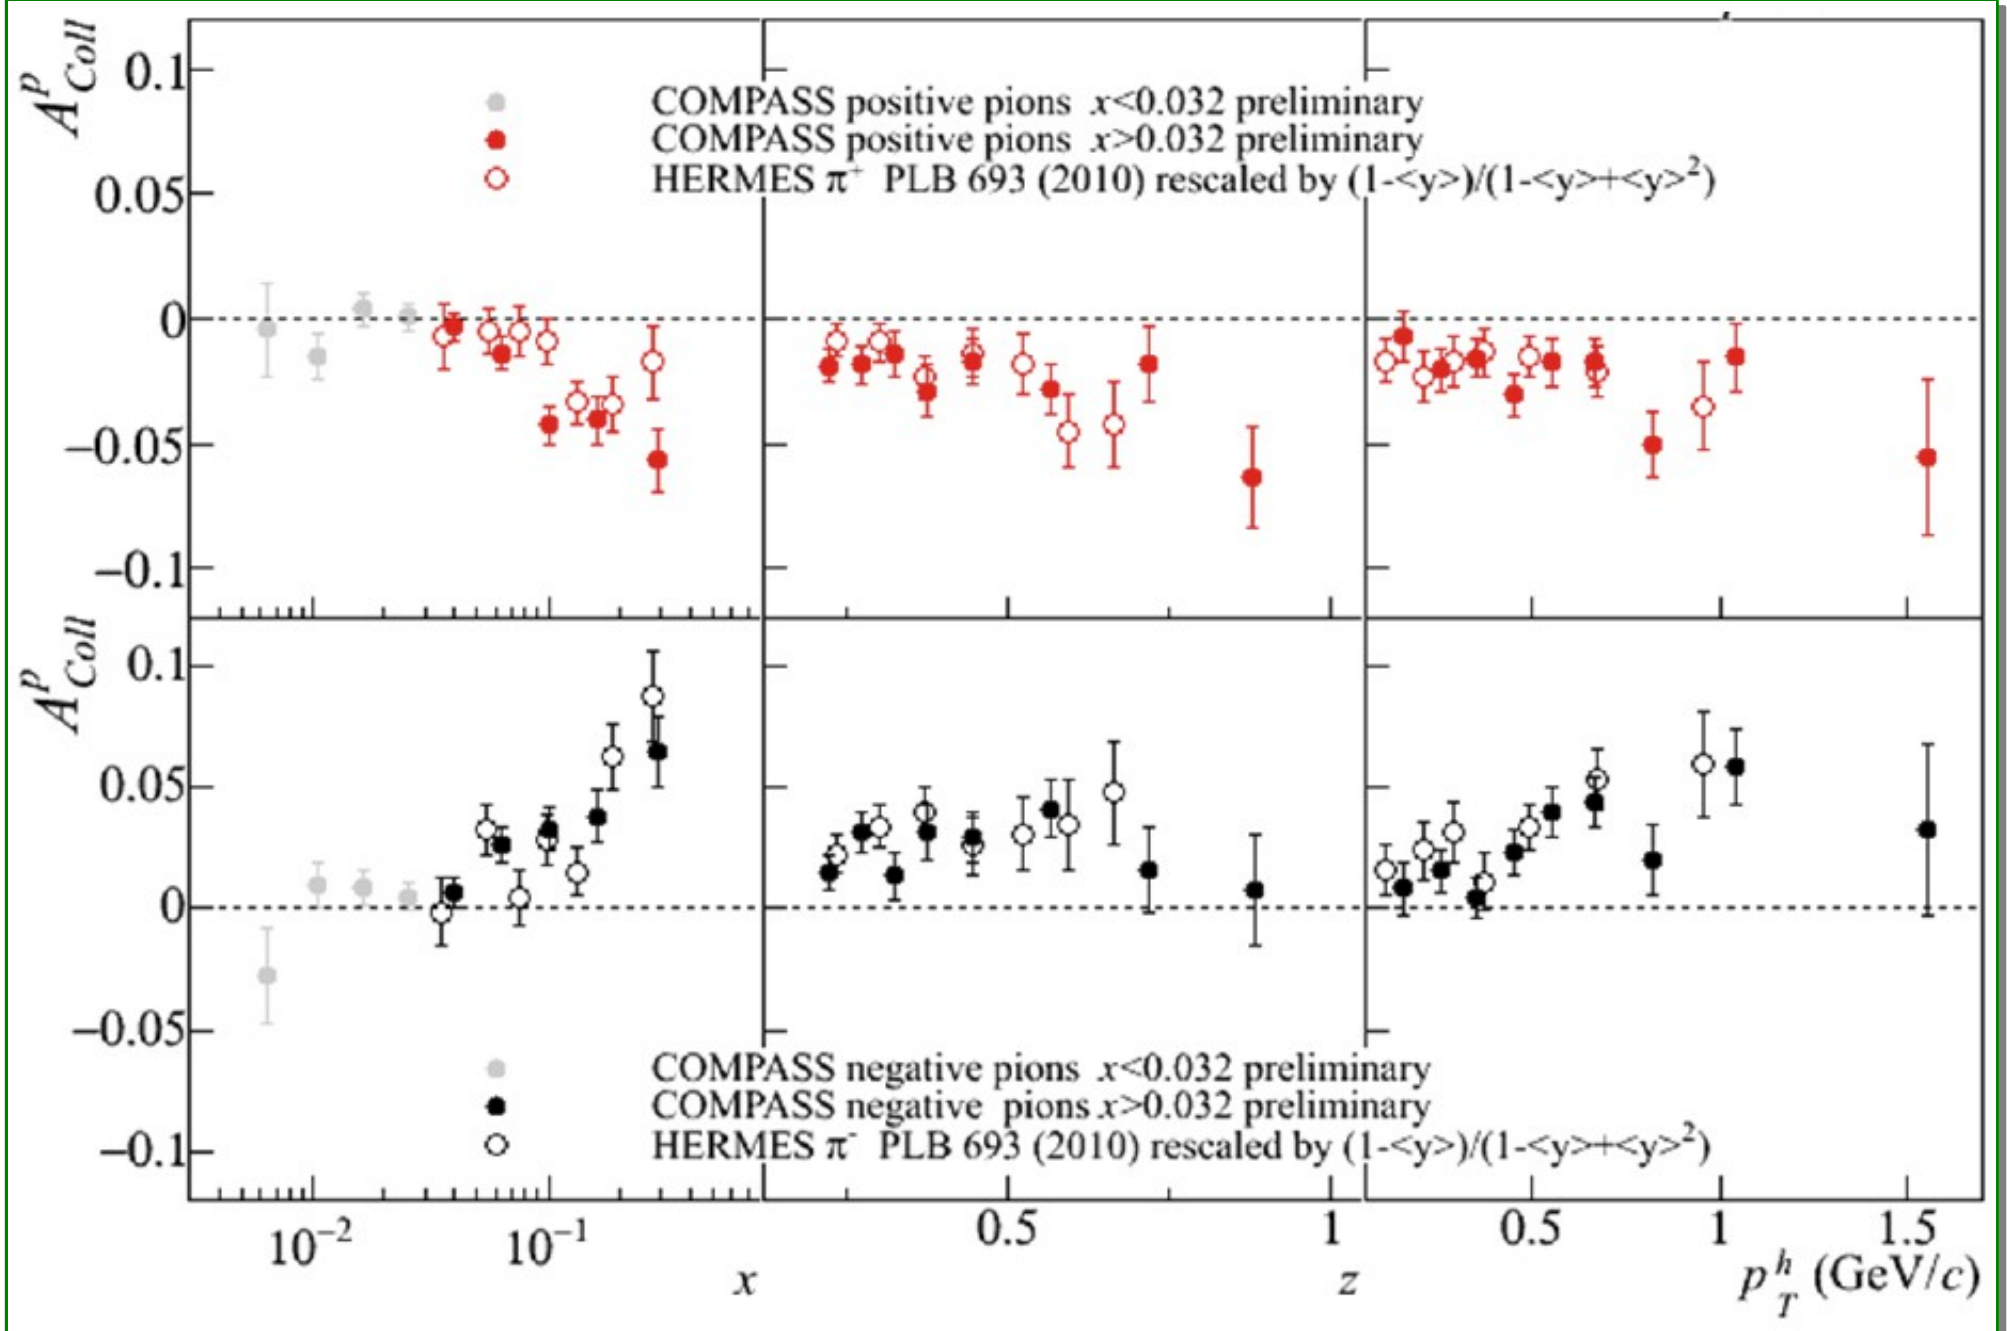 A^p_Coll
0.1
COMPASS positive pions x<0.032 preliminary
COMPASS positive pions x>0.032 preliminary
HERMES π⁺ PLB 693 (2010) rescaled by (1-<y>)/(1-<y>+<y>²)
0.05
0
−0.05
−0.1
A^p_Coll
0.1
0.05
0
−0.05
COMPASS negative pions x<0.032 preliminary
COMPASS negative pions x>0.032 preliminary
HERMES π⁻ PLB 693 (2010) rescaled by (1-<y>)/(1-<y>+<y>²)
−0.1
10⁻² 10⁻¹ 0.5 1 0.5 1 1.5
x z p^h_T (GeV/c)